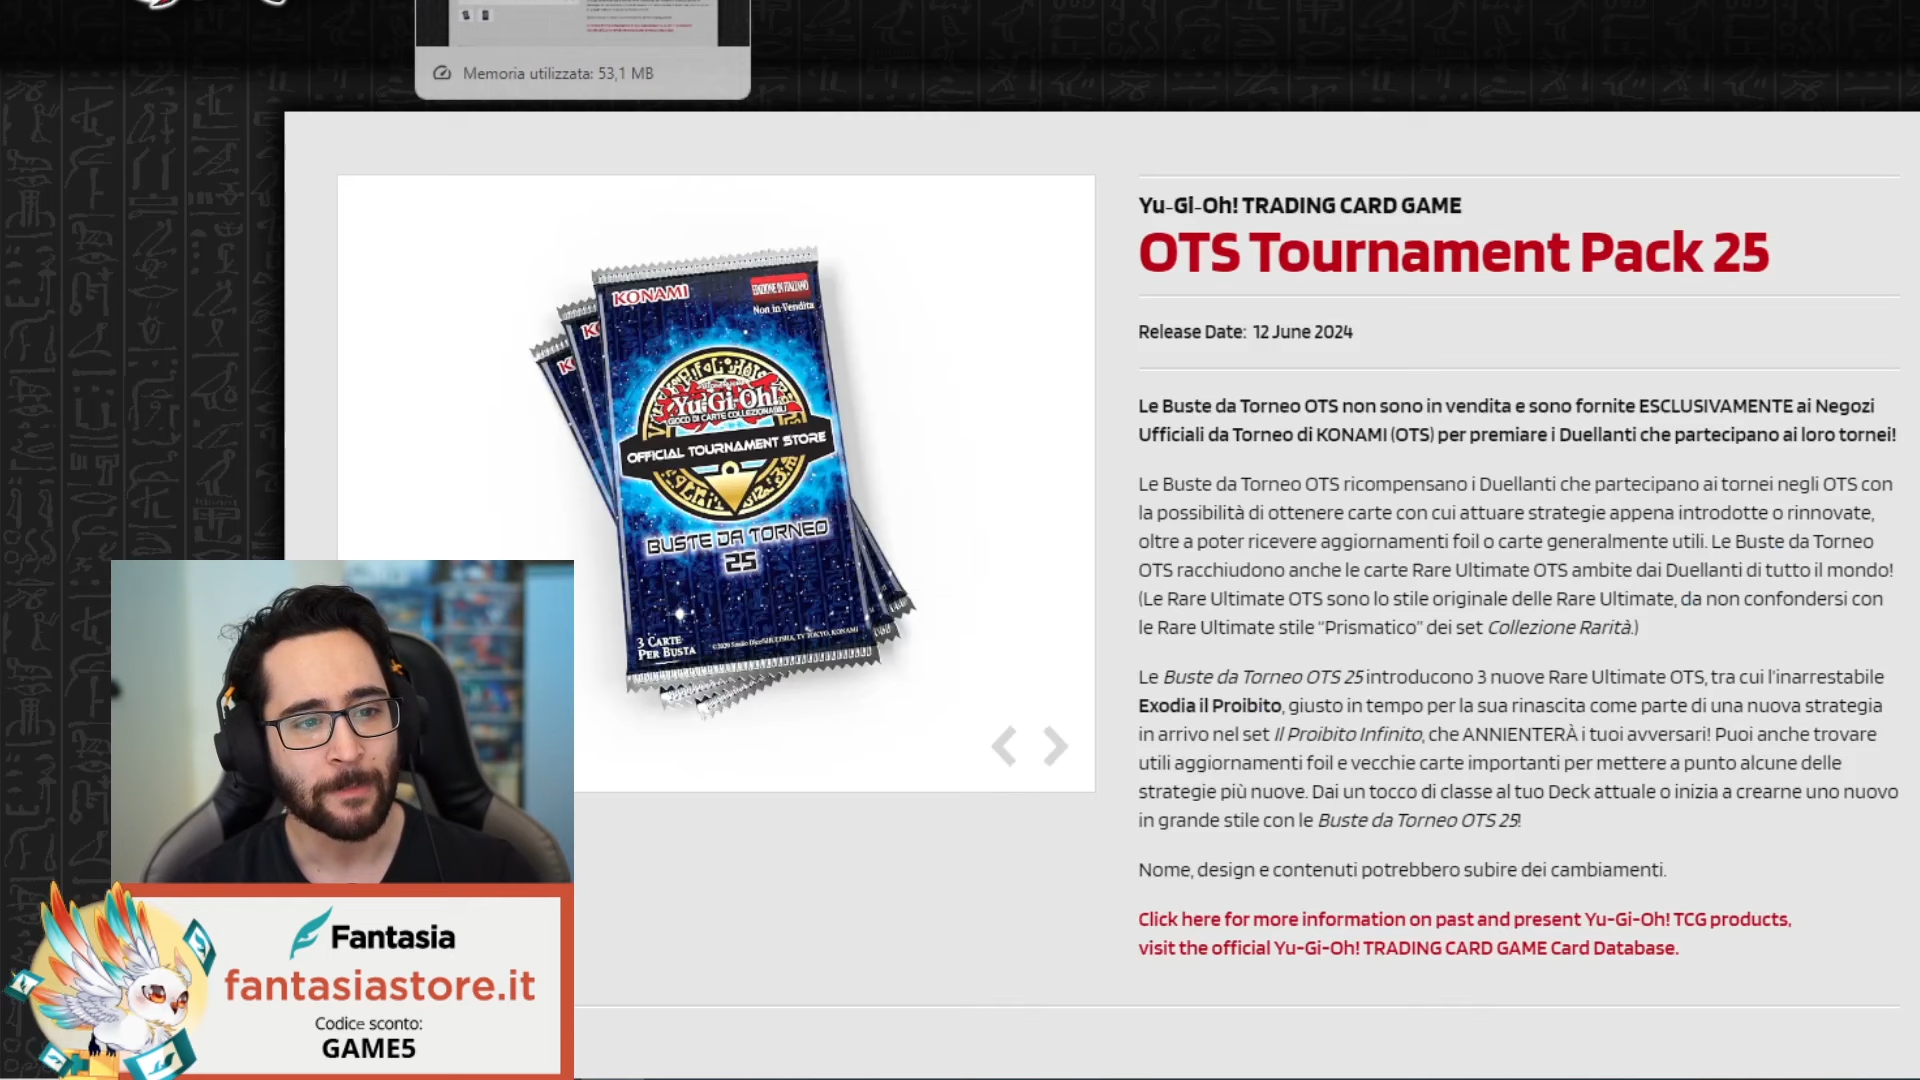 Memoria utilizzata: 53,1 MB
KONAMI
EDIZIONE IN ITALIANO
Non in Vendita
Yu-Gi-Oh!
GIOCO DI CARTE COLLEZIONABILI
OFFICIAL TOURNAMENT STORE
BUSTE DA TORNEO
25
3 CARTE
PER BUSTA
Yu-Gi-Oh! TRADING CARD GAME
OTS Tournament Pack 25
Release Date: 12 June 2024
Le Buste da Torneo OTS non sono in vendita e sono fornite ESCLUSIVAMENTE ai Negozi
Ufficiali da Torneo di KONAMI (OTS) per premiare i Duellanti che partecipano ai loro tornei!
Le Buste da Torneo OTS ricompensano i Duellanti che partecipano ai tornei negli OTS con
la possibilità di ottenere carte con cui attuare strategie appena introdotte o rinnovate,
oltre a poter ricevere aggiornamenti foil o carte generalmente utili. Le Buste da Torneo
OTS racchiudono anche le carte Rare Ultimate OTS ambite dai Duellanti di tutto il mondo!
(Le Rare Ultimate OTS sono lo stile originale delle Rare Ultimate, da non confondersi con
le Rare Ultimate stile “Prismatico” dei set Collezione Rarità.)
Le Buste da Torneo OTS 25 introducono 3 nuove Rare Ultimate OTS, tra cui l'inarrestabile
Exodia il Proibito, giusto in tempo per la sua rinascita come parte di una nuova strategia
in arrivo nel set Il Proibito Infinito, che ANNIENTERÀ i tuoi avversari! Puoi anche trovare
utili aggiornamenti foil e vecchie carte importanti per mettere a punto alcune delle
strategie più nuove. Dai un tocco di classe al tuo Deck attuale o inizia a crearne uno nuovo
in grande stile con le Buste da Torneo OTS 25!
Nome, design e contenuti potrebbero subire dei cambiamenti.
Click here for more information on past and present Yu-Gi-Oh! TCG products,
visit the official Yu-Gi-Oh! TRADING CARD GAME Card Database.
Fantasia
fantasiastore.it
Codice sconto:
GAME5